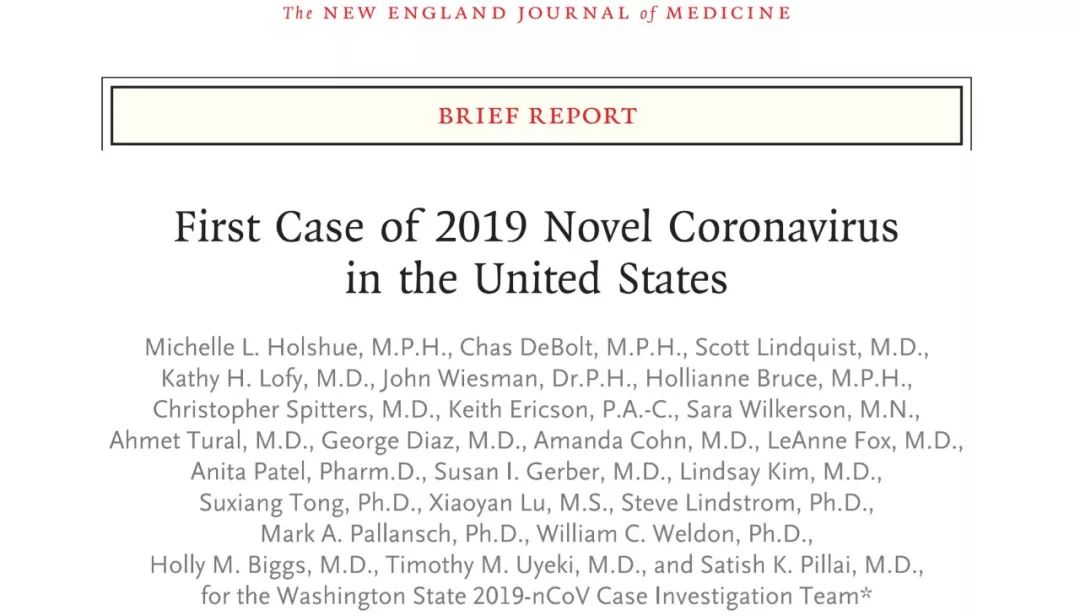 The NEW ENGLAND JOURNAL of MEDICINE
BRIEF REPORT
First Case of 2019 Novel Coronavirus
in the United States
Michelle L. Holshue, M.P.H., Chas DeBolt, M.P.H., Scott Lindquist, M.D.,
Kathy H. Lofy, M.D., John Wiesman, Dr.P.H., Hollianne Bruce, M.P.H.,
Christopher Spitters, M.D., Keith Ericson, P.A.-C., Sara Wilkerson, M.N.,
Ahmet Tural, M.D., George Diaz, M.D., Amanda Cohn, M.D., LeAnne Fox, M.D.,
Anita Patel, Pharm.D., Susan I. Gerber, M.D., Lindsay Kim, M.D.,
Suxiang Tong, Ph.D., Xiaoyan Lu, M.S., Steve Lindstrom, Ph.D.,
Mark A. Pallansch, Ph.D., William C. Weldon, Ph.D.,
Holly M. Biggs, M.D., Timothy M. Uyeki, M.D., and Satish K. Pillai, M.D.,
for the Washington State 2019-nCoV Case Investigation Team*